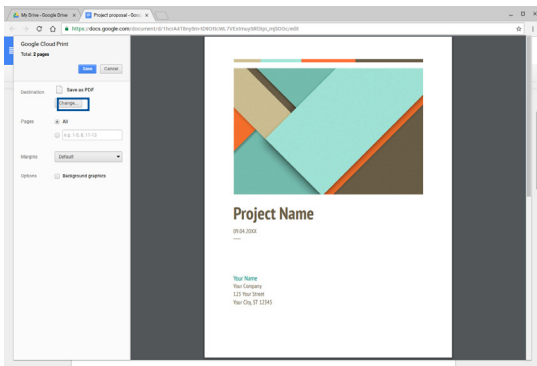 My Drive - Google Drive
Project proposal - Goog
https://docs.google.com/document/d/
Google Cloud Print
Total: 2 pages
Save Cancel
Destination Save as PDF
Change...
Pages All
e.g. 1-5, 8, 11-13
Margins Default
Options Background graphics
Project Name
09.04.20XX
Your Name
Your Company
123 Your Street
Your City, ST 12345